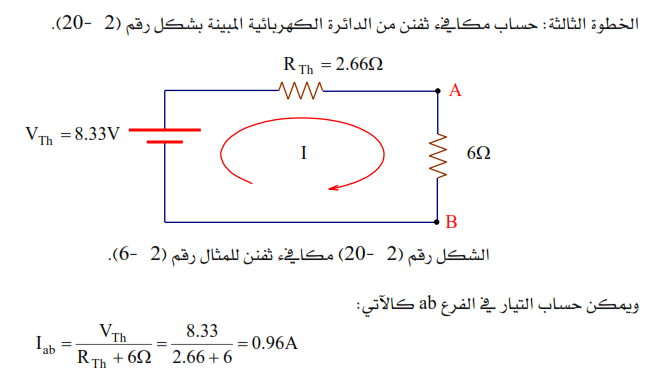 الخطوة الثالثة: حساب مكافيء ثفنن من الدائرة الكهربائية المبينة بشكل رقم (2 -20).
R Th = 2.66Ω
A
V Th = 8.33V
I
6Ω
B
الشكل رقم (2 -20) مكافيء ثفنن للمثال رقم (2 -6).
ويمكن حساب التيار في الفرع ab كالآتي:
I ab = V Th / (R Th + 6Ω) = 8.33 / (2.66 + 6) = 0.96A